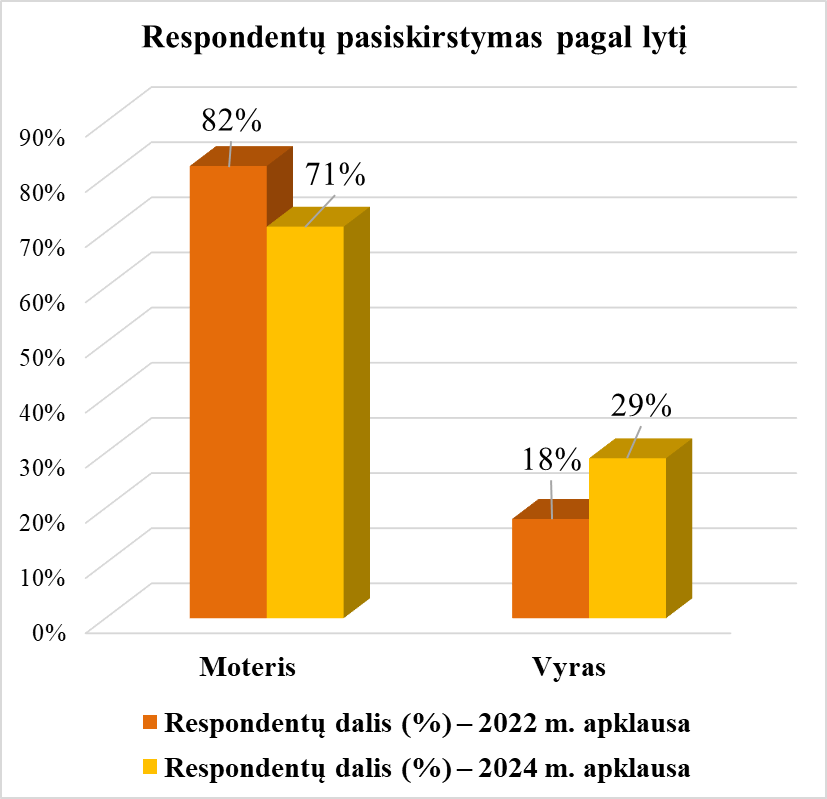 Respondentų pasiskirstymas pagal lytį
90%
80%
70%
60%
50%
40%
30%
20%
10%
0%
82%
71%
18%
29%
Moteris
Vyras
Respondentų dalis (%) – 2022 m. apklausa
Respondentų dalis (%) – 2024 m. apklausa